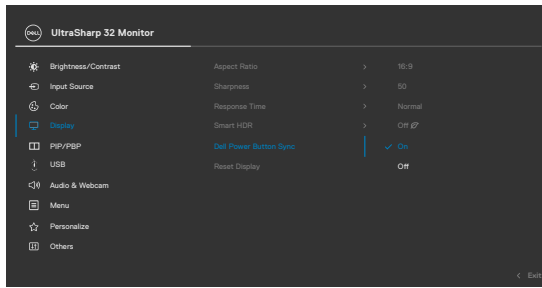 DELL UltraSharp 32 Monitor
Brightness/Contrast Aspect Ratio > 16:9
Input Source Sharpness > 50
Color Response Time > Normal
Display Smart HDR > Off
PIP/PBP Dell Power Button Sync ✓ On
USB Reset Display Off
Audio & Webcam
Menu
Personalize
Others
< Exit